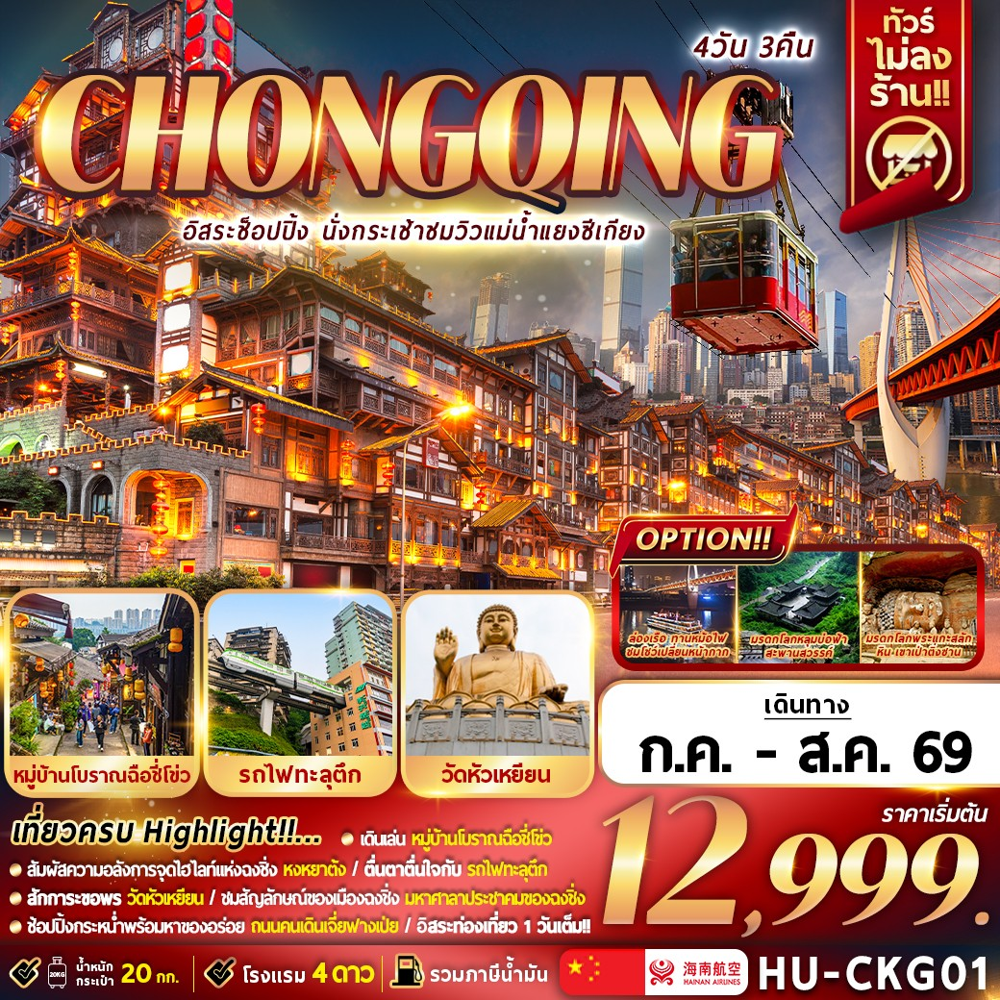 4วัน 3คืน
ทัวร์
ไม่ลง
ร้าน!!
CHONGQING
อิสระช็อปปิ้ง นั่งกระเช้าชมวิวแม่น้ำแยงซีเกียง
OPTION!!
ล่องเรือ ทานหม้อไฟ
ชมโชว์เปลี่ยนหน้ากาก
มรดกโลกหลุมบ่อฟ้า
สะพานสวรรค์
มรดกโลกพระแกะสลัก
หิน เขาเป่าติ่งซาน
หมู่บ้านโบราณฉือชี่โข่ว
รถไฟทะลุตึก
วัดหัวเหยียน
เดินทาง
ก.ค. - ส.ค. 69
ราคาเริ่มต้น
12,999.
เที่ยวครบ Highlight!!...
เดินเล่น หมู่บ้านโบราณฉือชี่โข่ว
สัมผัสความอลังการจุดไฮไลท์แห่งฉงชิ่ง หงหยาต้ง / ตื่นตาตื่นใจกับ รถไฟทะลุตึก
สักการะขอพร วัดหัวเหยียน / ชมสัญลักษณ์ของเมืองฉงชิ่ง มหาศาลาประชาคมของฉงชิ่ง
ช้อปปิ้งกระหน่ำพร้อมหาของอร่อย ถนนคนเดินเจี่ยฟางเป่ย / อิสระท่องเที่ยว 1 วันเต็ม!!
20KG
น้ำหนัก
กระเป๋า 20 กก.
โรงแรม 4 ดาว
รวมภาษีน้ำมัน
海南航空
HAINAN AIRLINES
HU-CKG01